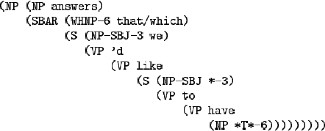 (NP (NP answers)
(SBAR (WHNP-6 that/which)
(S (NP-SBJ-3 we)
(VP 'd
(VP like
(S (NP-SBJ *-3)
(VP to
(VP have
(NP *T*-6)))))))))